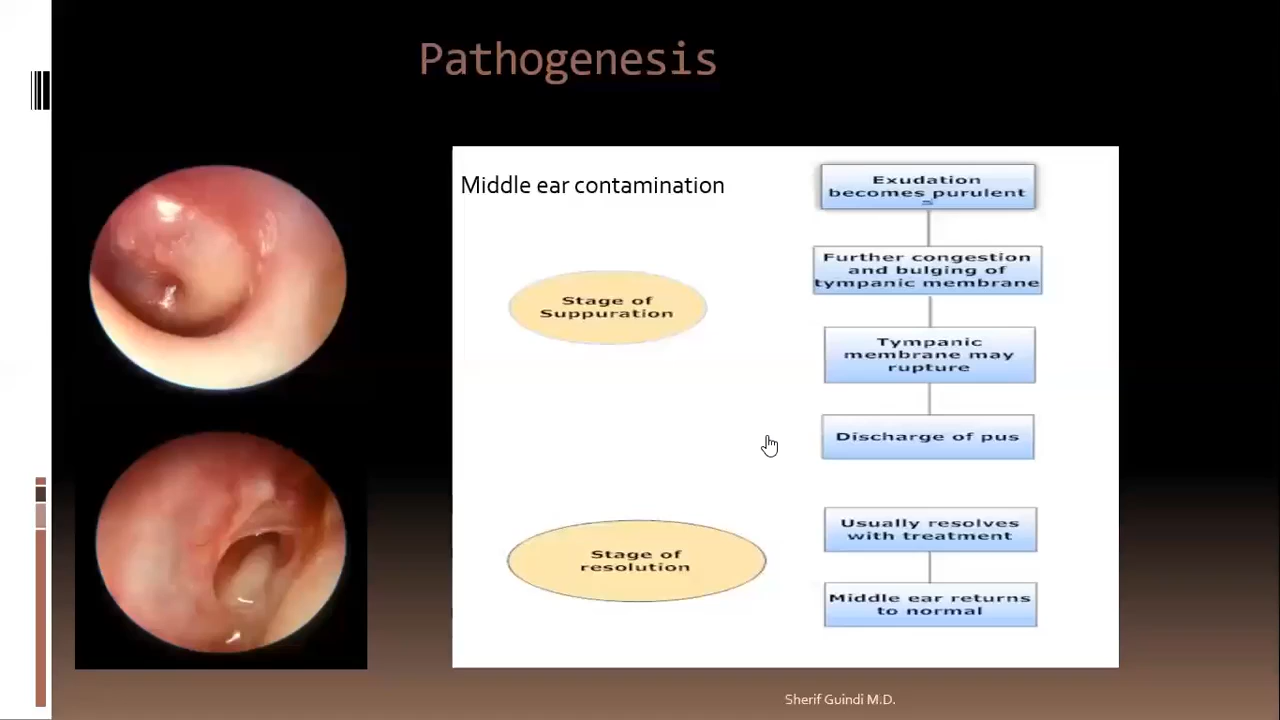 Pathogenesis
Middle ear contamination
Exudation
becomes purulent
Further congestion
and bulging of
tympanic membrane
Stage of
Suppuration
Tympanic
membrane may
rupture
Discharge of pus
Usually resolves
with treatment
Stage of
resolution
Middle ear returns
to normal
Sherif Guindi M.D.